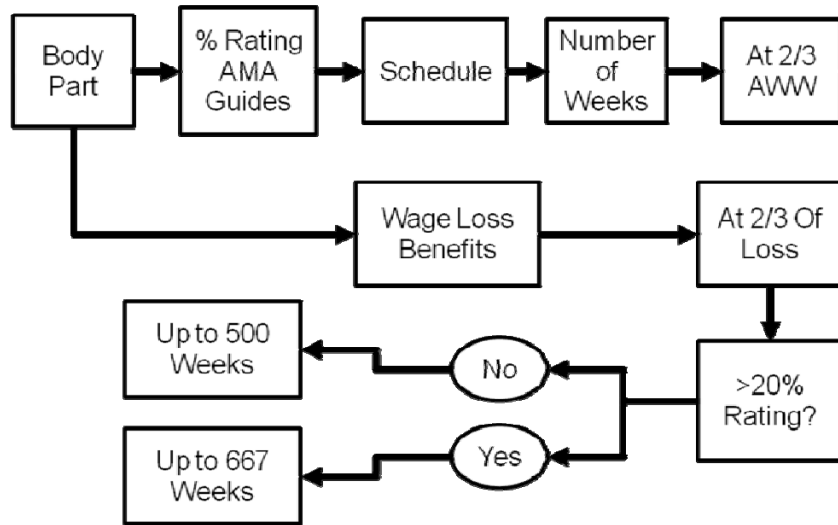 Body
Part
% Rating
AMA
Guides
Schedule
Number
of
Weeks
At 2/3
AWW
Wage Loss
Benefits
At 2/3 Of
Loss
>20%
Rating?
No
Up to 500
Weeks
Yes
Up to 667
Weeks